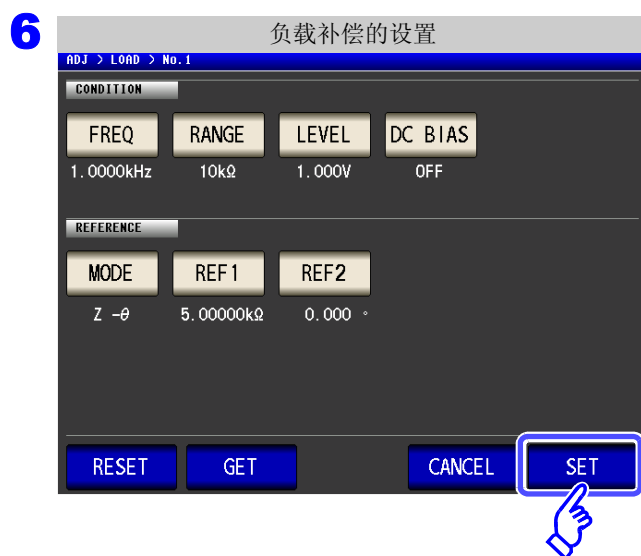 6
负载补偿的设置
ADJ > LOAD > No.1
CONDITION
FREQ RANGE LEVEL DC BIAS
1.0000kHz 10kΩ 1.000V OFF
REFERENCE
MODE REF1 REF2
Z -θ 5.00000kΩ 0.000 °
RESET GET CANCEL SET